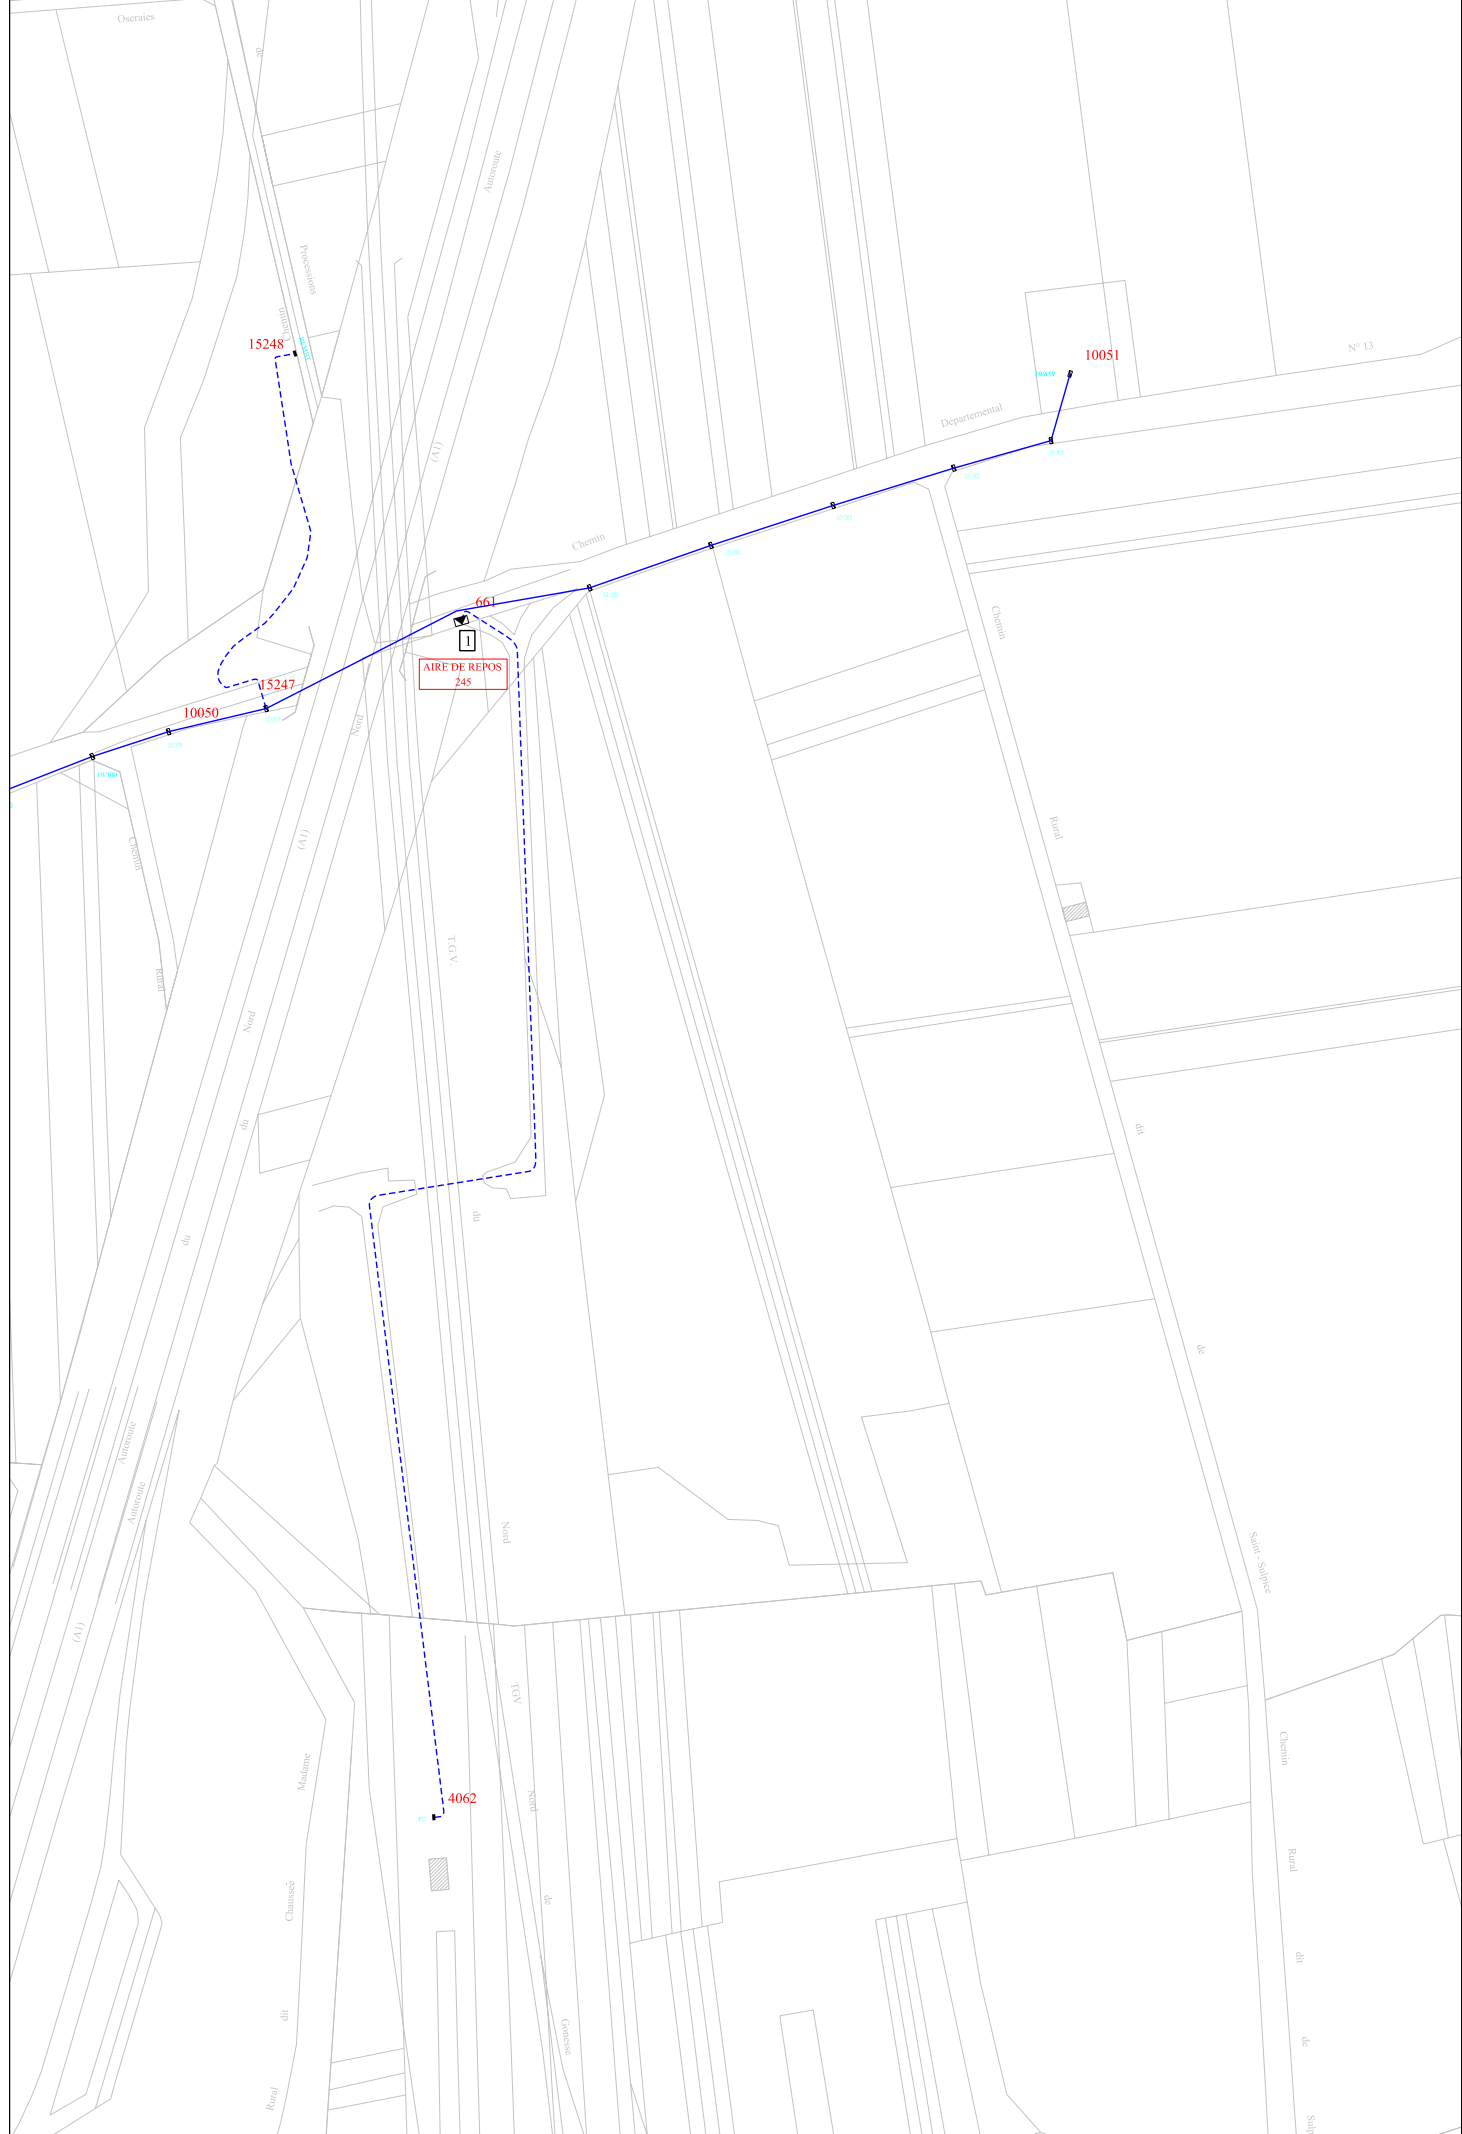 Oseraies
de
Autoroute
Processions
Chemin
15248
10051
N° 13
Départemental
(A1)
Chemin
661
1
AIRE DE REPOS
245
Chemin
15247
10050
Nord
Rural
(A1)
Chemin
T.G.V.
Rural
Nord
du
dit
du
du
de
Autoroute
Autoroute
Nord
Saint - Sulpice
(A1)
TGV
Chemin
Madame
Nord
4062
Rural
Chaussée
de
dit
dit
Gonesse
de
Rural